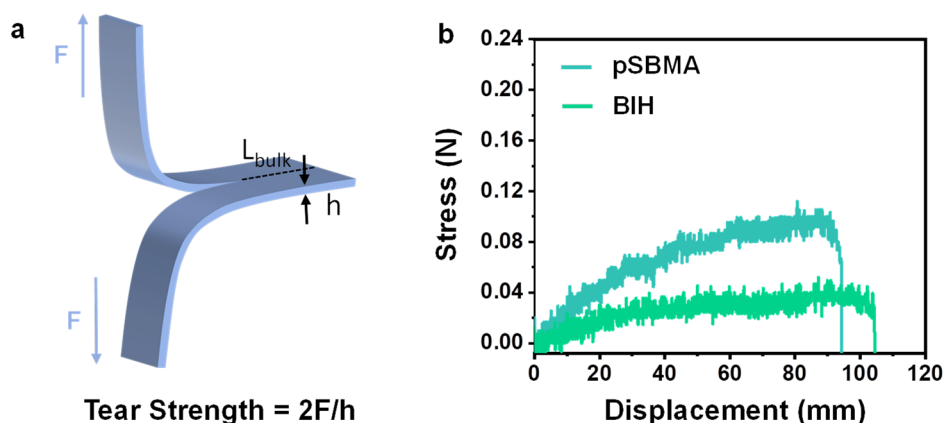 a
F
L_bulk
h
F
Tear Strength = 2F/h
b
0.24
0.20
0.16
0.12
0.08
0.04
0.00
Stress (N)
pSBMA
BIH
0 20 40 60 80 100 120
Displacement (mm)